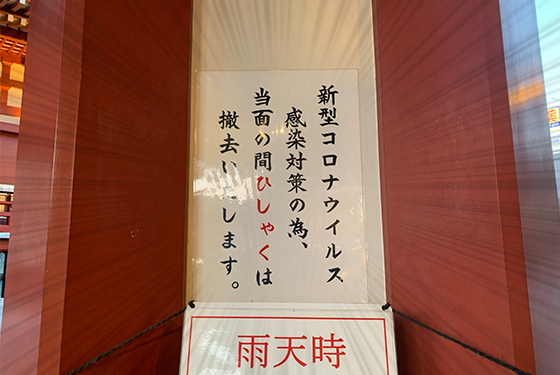 新型コロナウイルス
感染対策の為、
当面の間ひしゃくは
撤去いたします。
雨天時